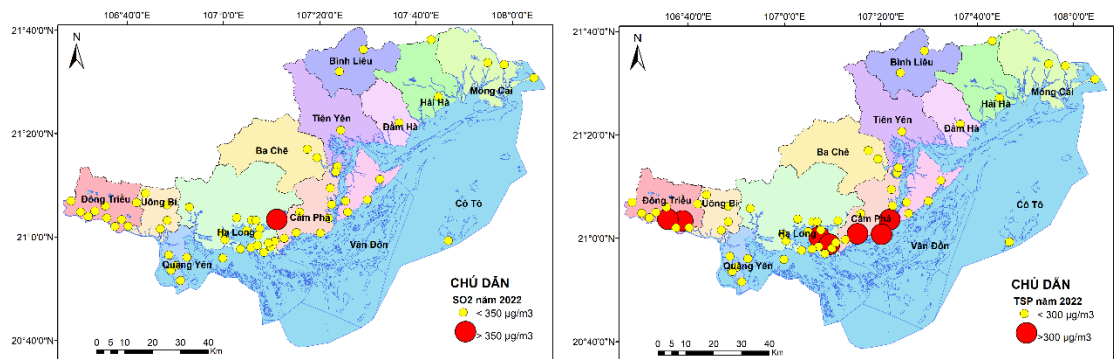 106°40'0"E 107°0'0"E 107°20'0"E 107°40'0"E 108°0'0"E
21°40'0"N
21°20'0"N
21°0'0"N
20°40'0"N
N
Bình Liêu
Hải Hà
Móng Cái
Tiên Yên
Đầm Hà
Ba Chẽ
Đông Triều
Uông Bí
Hạ Long
Cẩm Phả
Cô Tô
Vân Đồn
Quảng Yên
CHÚ DẪN
SO2 năm 2022
< 350 µg/m3
> 350 µg/m3
0 5 10 20 30 40
Km
106°40'0"E 107°0'0"E 107°20'0"E 107°40'0"E 108°0'0"E
21°40'0"N
21°20'0"N
21°0'0"N
20°40'0"N
N
Bình Liêu
Hải Hà
Móng Cái
Tiên Yên
Đầm Hà
Ba Chẽ
Đông Triều
Uông Bí
Hạ Long
Cẩm Phả
Cô Tô
Vân Đồn
Quảng Yên
CHÚ DẪN
TSP năm 2022
< 300 µg/m3
>300 µg/m3
0 5 10 20 30 40
Km